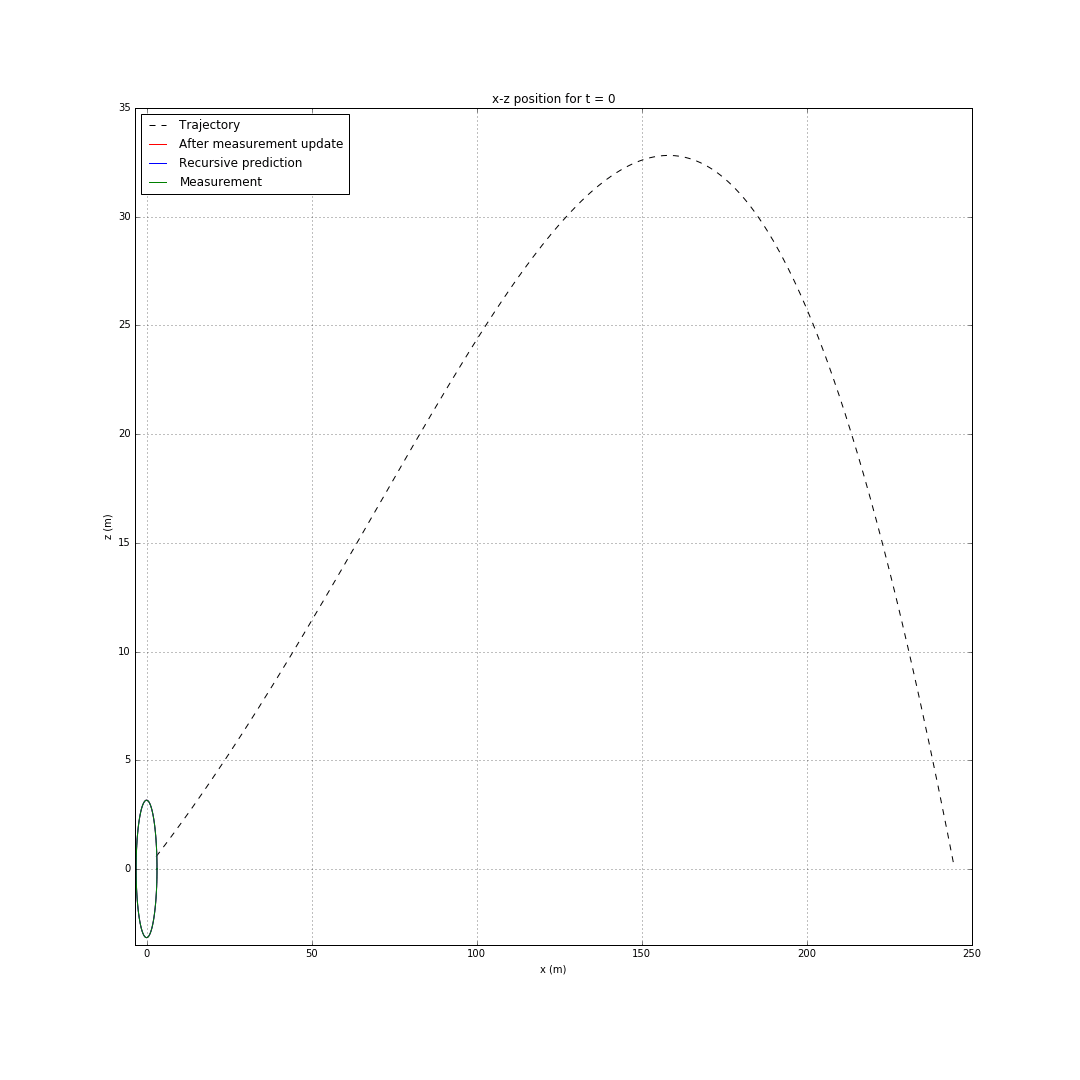 x-z position for t = 0
Trajectory
After measurement update
Recursive prediction
Measurement
35
30
25
20
15
10
5
0
z (m)
0 50 100 150 200 250
x (m)